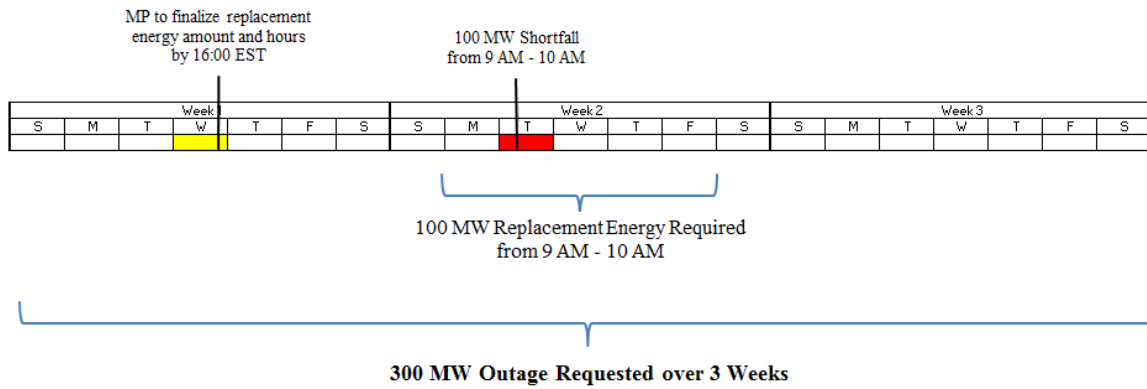 MP to finalize replacement
energy amount and hours
by 16:00 EST
100 MW Shortfall
from 9 AM - 10 AM
Week 1 Week 2 Week 3
S M T W T F S S M T W T F S S M T W T F S
100 MW Replacement Energy Required
from 9 AM - 10 AM
300 MW Outage Requested over 3 Weeks